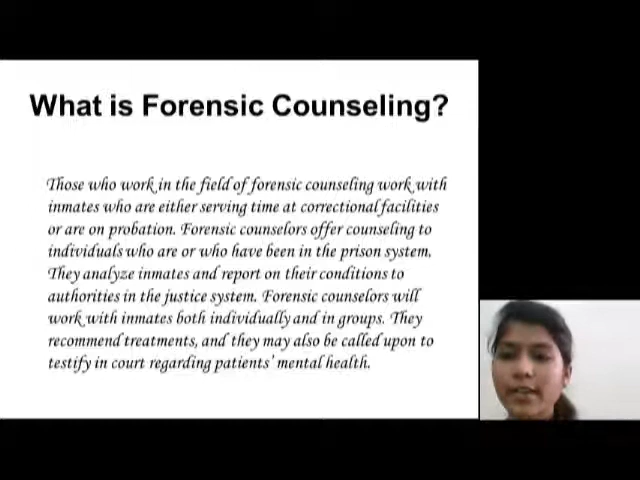 What is Forensic Counseling?
Those who work in the field of forensic counseling work with
inmates who are either serving time at correctional facilities
or are on probation. Forensic counselors offer counseling to
individuals who are or who have been in the prison system.
They analyze inmates and report on their conditions to
authorities in the justice system. Forensic counselors will
work with inmates both individually and in groups. They
recommend treatments, and they may also be called upon to
testify in court regarding patients' mental health.